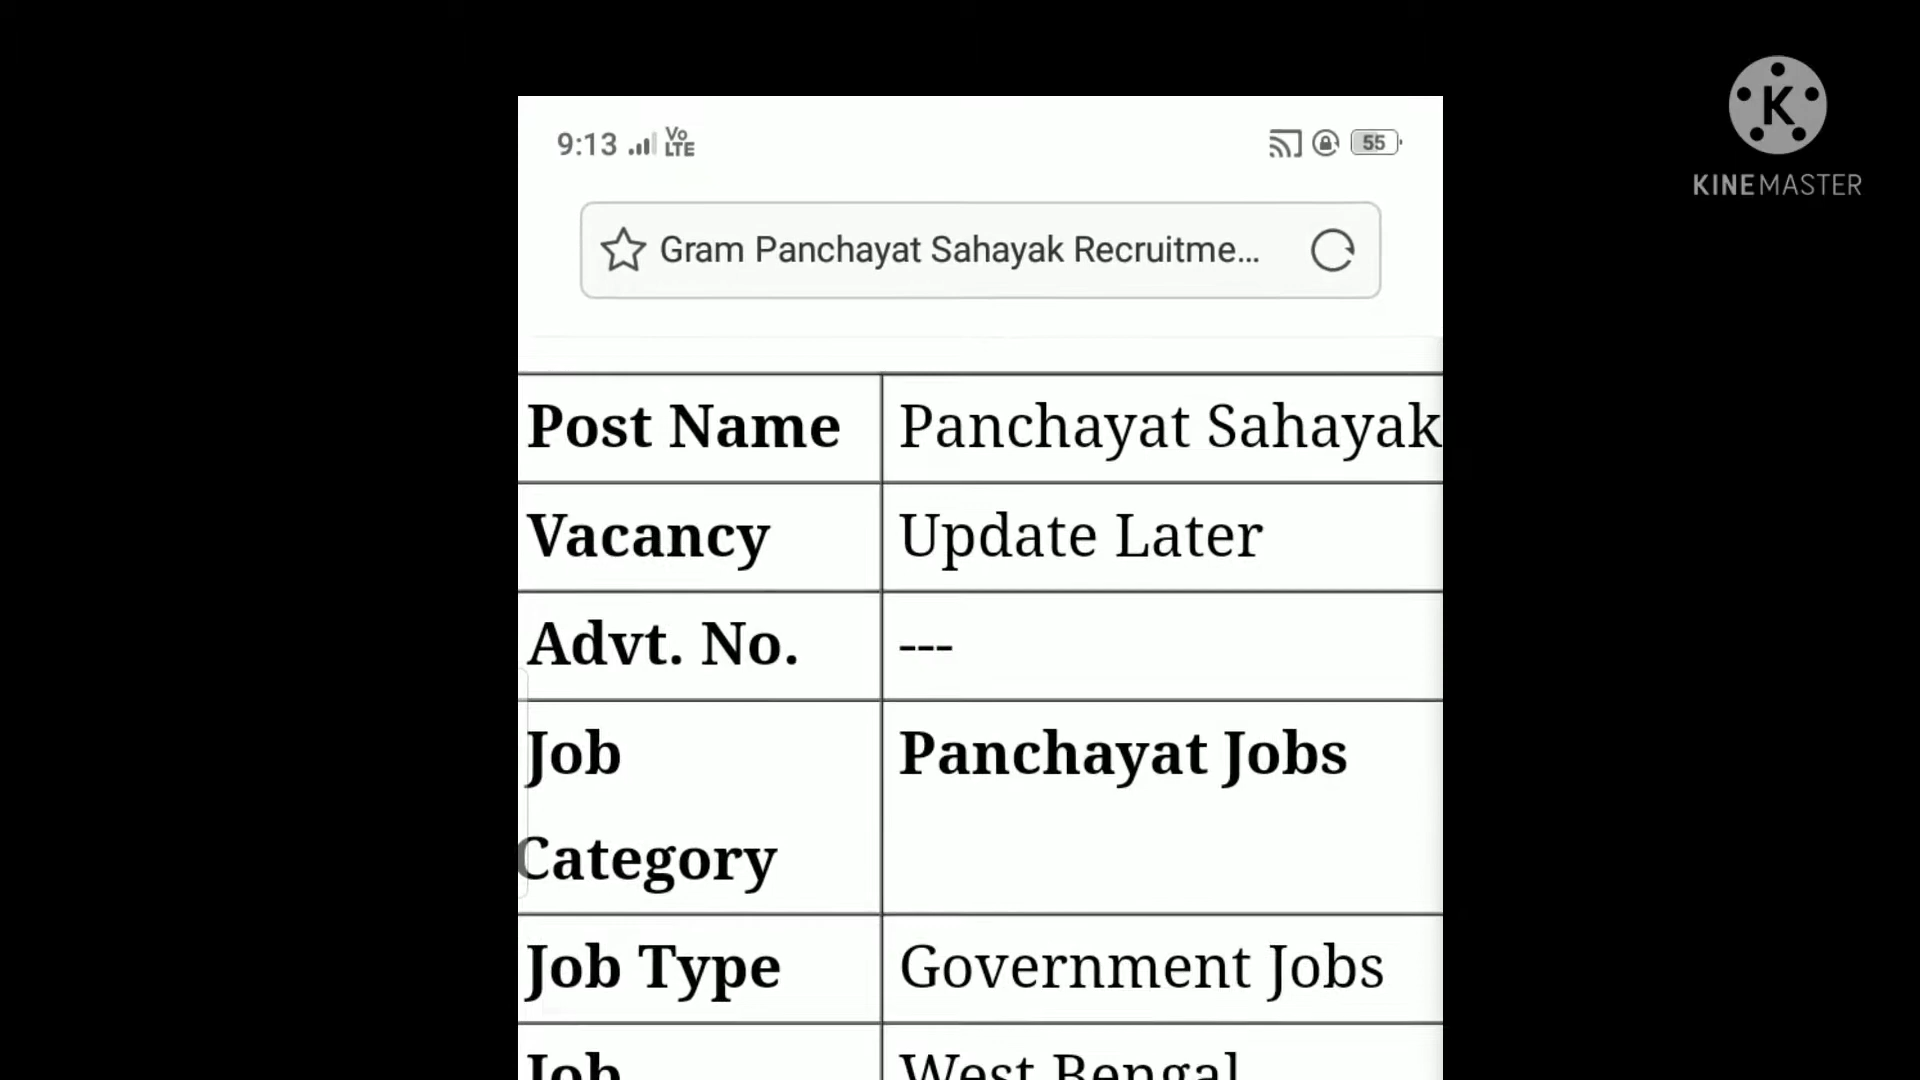 9:13 Vo LTE 55
K
KINEMASTER
Gram Panchayat Sahayak Recruitme...
Post Name Panchayat Sahayak
Vacancy Update Later
Advt. No. ---
Job Panchayat Jobs
Category
Job Type Government Jobs
Job West Bengal